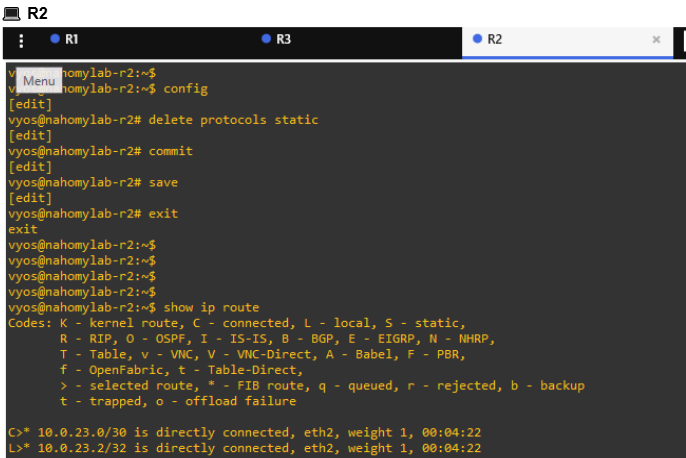 R2
R1
R3
R2
Menu
vyos@nahomylab-r2:~$
vyos@nahomylab-r2:~$ config
[edit]
vyos@nahomylab-r2# delete protocols static
[edit]
vyos@nahomylab-r2# commit
[edit]
vyos@nahomylab-r2# save
[edit]
vyos@nahomylab-r2# exit
exit
vyos@nahomylab-r2:~$
vyos@nahomylab-r2:~$
vyos@nahomylab-r2:~$
vyos@nahomylab-r2:~$
vyos@nahomylab-r2:~$ show ip route
Codes: K - kernel route, C - connected, L - local, S - static,
R - RIP, O - OSPF, I - IS-IS, B - BGP, E - EIGRP, N - NHRP,
T - Table, v - VNC, V - VNC-Direct, A - Babel, F - PBR,
f - OpenFabric, t - Table-Direct,
> - selected route, * - FIB route, q - queued, r - rejected, b - backup
t - trapped, o - offload failure
C>* 10.0.23.0/30 is directly connected, eth2, weight 1, 00:04:22
L>* 10.0.23.2/32 is directly connected, eth2, weight 1, 00:04:22